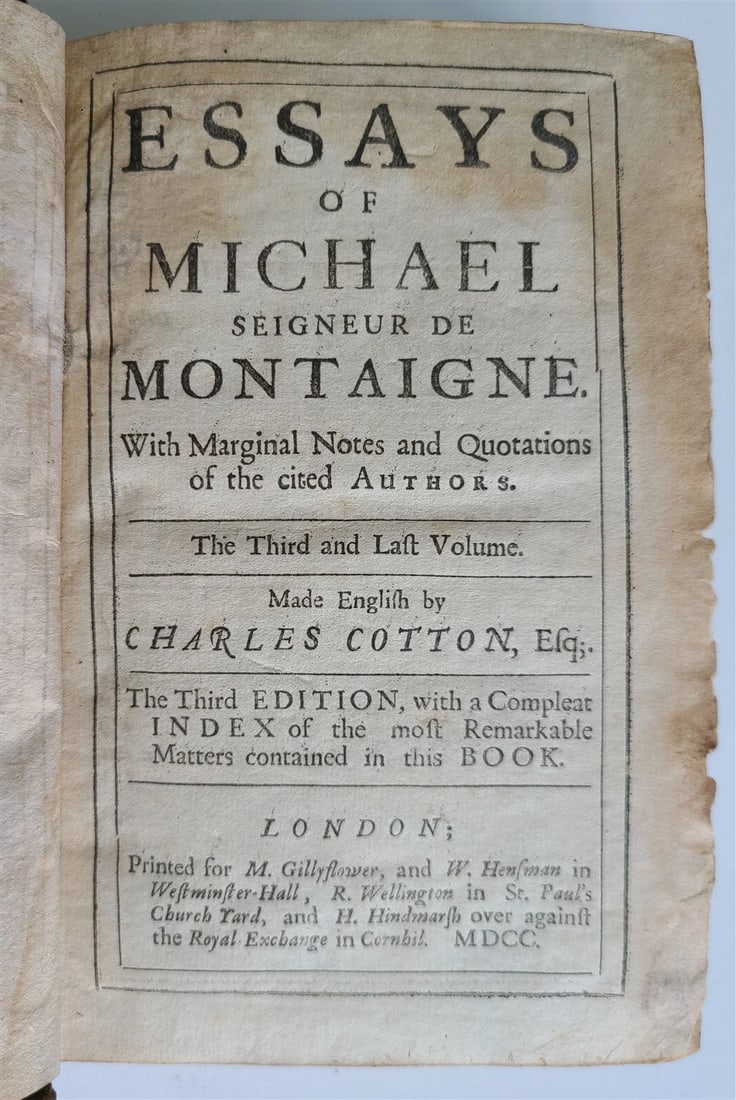 ESSAYS
OF
MICHAEL
SEIGNEUR DE
MONTAIGNE.
With Marginal Notes and Quotations
of the cited AUTHORS.
The Third and Laſt Volume.
Made Engliſh by
CHARLES COTTON, Eſq;.
The Third EDITION, with a Compleat
INDEX of the moſt Remarkable
Matters contained in this BOOK.
LONDON;
Printed for M. Gillyflower, and W. Henſman in
Weſtminſter-Hall, R. Wellington in St. Paul's
Church Yard, and H. Hindmarſh over againſt
the Royal Exchange in Cornhil. MDCC.